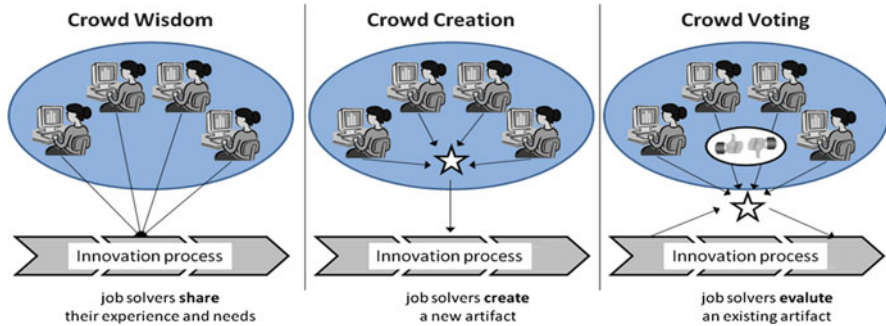 Crowd Wisdom
Innovation process
job solvers share
their experience and needs
Crowd Creation
Innovation process
job solvers create
a new artifact
Crowd Voting
Innovation process
job solvers evalute
an existing artifact